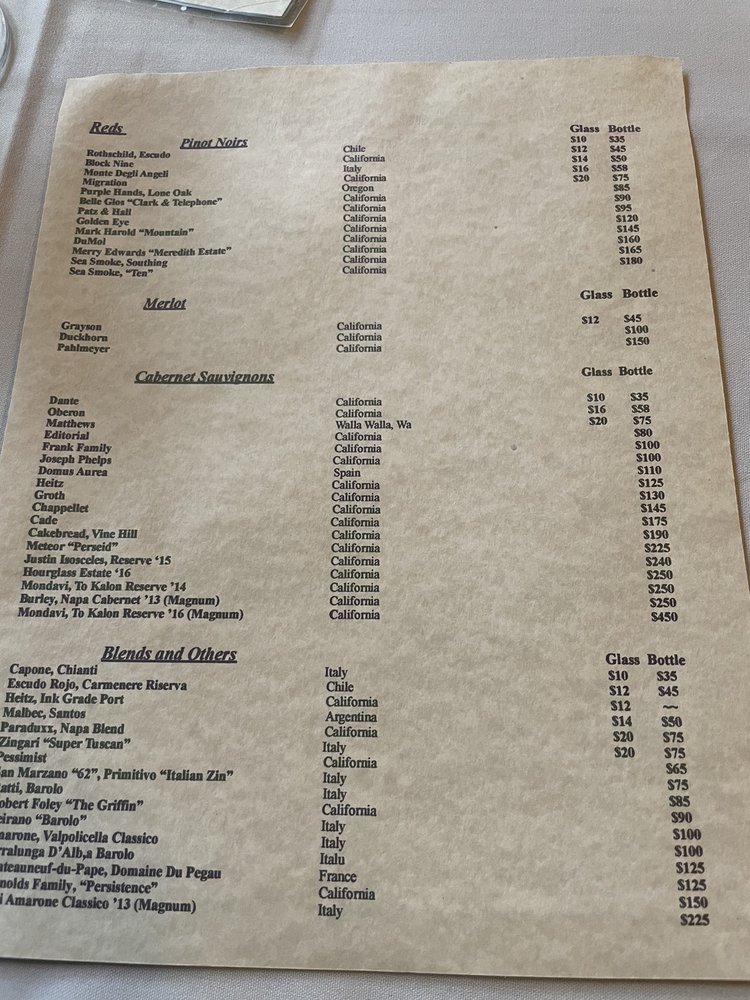 Reds Glass Bottle
Pinot Noirs
Rothschild, Escudo Chile $10 $35
Block Nine California $12 $45
Monte Degli Angeli Italy $14 $50
Migration California $16 $58
Purple Hands, Lone Oak Oregon $20 $75
Belle Glos "Clark & Telephone" California $85
Patz & Hall California $90
Golden Eye California $95
Mark Harold "Mountain" California $120
DuMol California $145
Merry Edwards "Meredith Estate" California $160
Sea Smoke, Southing California $165
Sea Smoke, "Ten" California $180
Merlot Glass Bottle
Grayson California $12 $45
Duckhorn California $100
Pahlmeyer California $150
Cabernet Sauvignons Glass Bottle
Dante California $10 $35
Oberon California $16 $58
Matthews Walla Walla, Wa $20 $75
Editorial California $80
Frank Family California $100
Joseph Phelps California $100
Domus Aurea Spain $110
Heitz California $125
Groth California $130
Chappellet California $145
Cade California $175
Cakebread, Vine Hill California $190
Meteor "Perseid" California $225
Justin Isosceles, Reserve '15 California $240
Hourglass Estate '16 California $250
Mondavi, To Kalon Reserve '14 California $250
Burley, Napa Cabernet '13 (Magnum) California $250
Mondavi, To Kalon Reserve '16 (Magnum) California $450
Blends and Others Glass Bottle
Capone, Chianti Italy $10 $35
Escudo Rojo, Carmenere Riserva Chile $12 $45
Heitz, Ink Grade Port California $12 ~~
Malbec, Santos Argentina $14 $50
Paraduxx, Napa Blend California $20 $75
Zingari "Super Tuscan" Italy $20 $75
Pessimist California $65
an Marzano "62", Primitivo "Italian Zin" Italy $75
atti, Barolo Italy $85
obert Foley "The Griffin" California $90
eirano "Barolo" Italy $100
marone, Valpolicella Classico Italy $100
rralunga D'Alb,a Barolo Italu $125
ateauneuf-du-Pape, Domaine Du Pegau France $125
nolds Family, "Persistence" California $150
i Amarone Classico '13 (Magnum) Italy $225